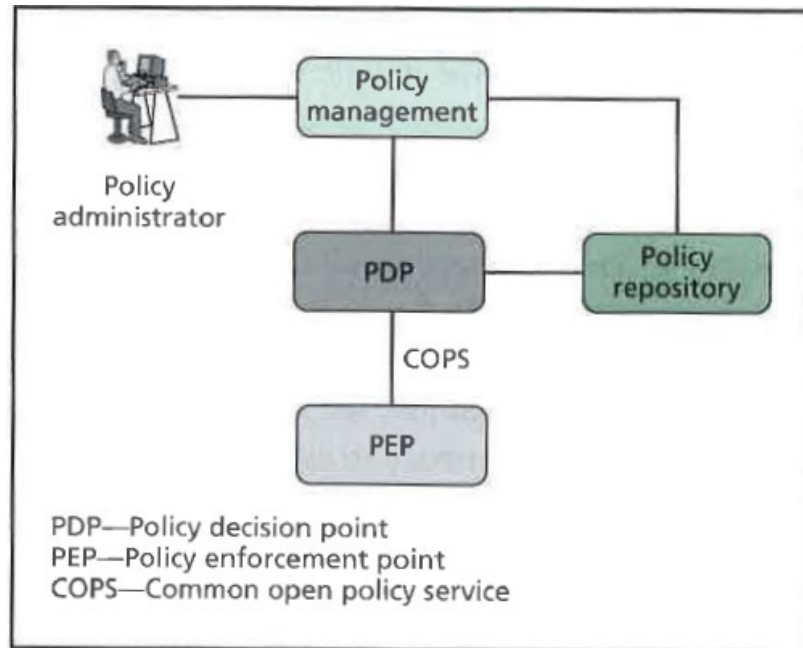 Policy
management
Policy
administrator
PDP
Policy
repository
COPS
PEP
PDP—Policy decision point
PEP—Policy enforcement point
COPS—Common open policy service